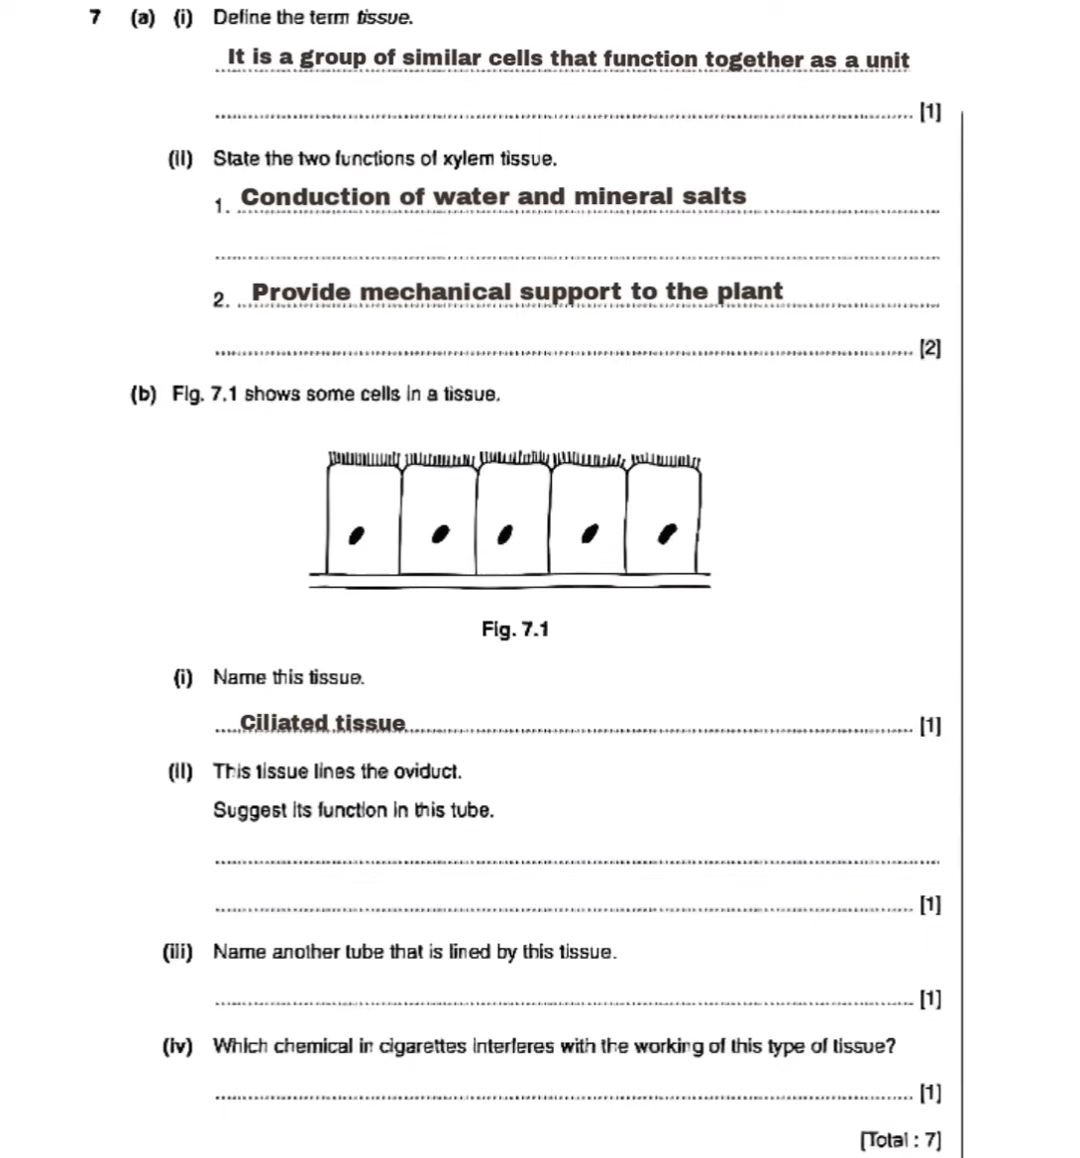 7 (a) (i) Define the term tissue.
It is a group of similar cells that function together as a unit
[1]
(ii) State the two functions of xylem tissue.
1. Conduction of water and mineral salts
2. Provide mechanical support to the plant
[2]
(b) Fig. 7.1 shows some cells in a tissue.
Fig. 7.1
(i) Name this tissue.
Ciliated tissue [1]
(ii) This tissue lines the oviduct.
Suggest its function in this tube.
[1]
(iii) Name another tube that is lined by this tissue.
[1]
(iv) Which chemical in cigarettes interferes with the working of this type of tissue?
[1]
[Total : 7]